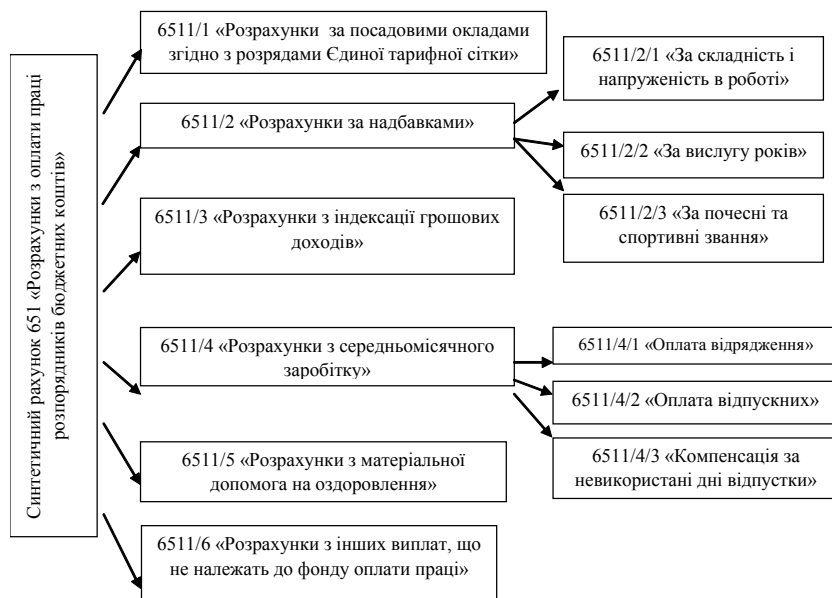 Синтетичний рахунок 651 «Розрахунки з оплати праці
розпорядників бюджетних коштів»
6511/1 «Розрахунки за посадовими окладами
згідно з розрядами Єдиної тарифної сітки»
6511/2 «Розрахунки за надбавками»
6511/2/1 «За складність і
напруженість в роботі»
6511/2/2 «За вислугу років»
6511/2/3 «За почесні та
спортивні звання»
6511/3 «Розрахунки з індексації грошових
доходів»
6511/4 «Розрахунки з середньомісячного
заробітку»
6511/4/1 «Оплата відрядження»
6511/4/2 «Оплата відпускних»
6511/4/3 «Компенсація за
невикористані дні відпустки»
6511/5 «Розрахунки з матеріальної
допомога на оздоровлення»
6511/6 «Розрахунки з інших виплат, що
не належать до фонду оплати праці»